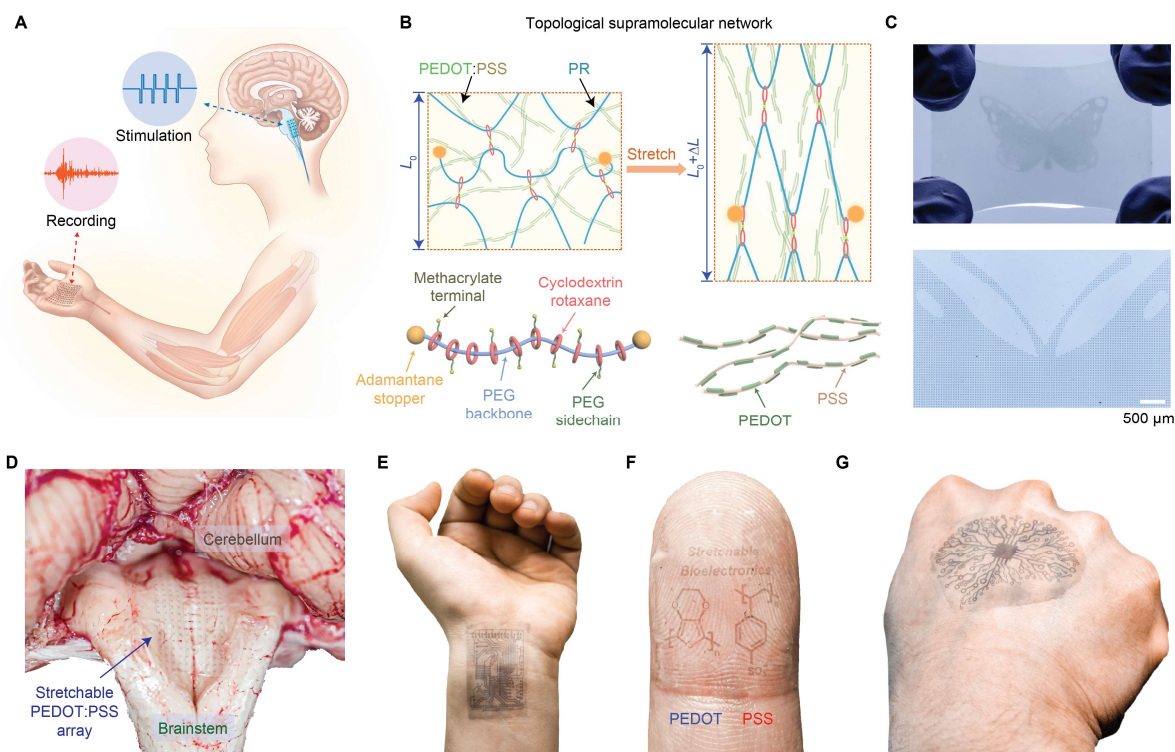 A
Stimulation
Recording
B
Topological supramolecular network
PEDOT:PSS
PR
L₀
Stretch
L₀+ΔL
Methacrylate
terminal
Cyclodextrin
rotaxane
Adamantane
stopper
PEG
backbone
PEG
sidechain
PEDOT
PSS
C
500 µm
D
Cerebellum
Stretchable
PEDOT:PSS
array
Brainstem
E
F
Stretchable
Bioelectronics
PEDOT
PSS
G